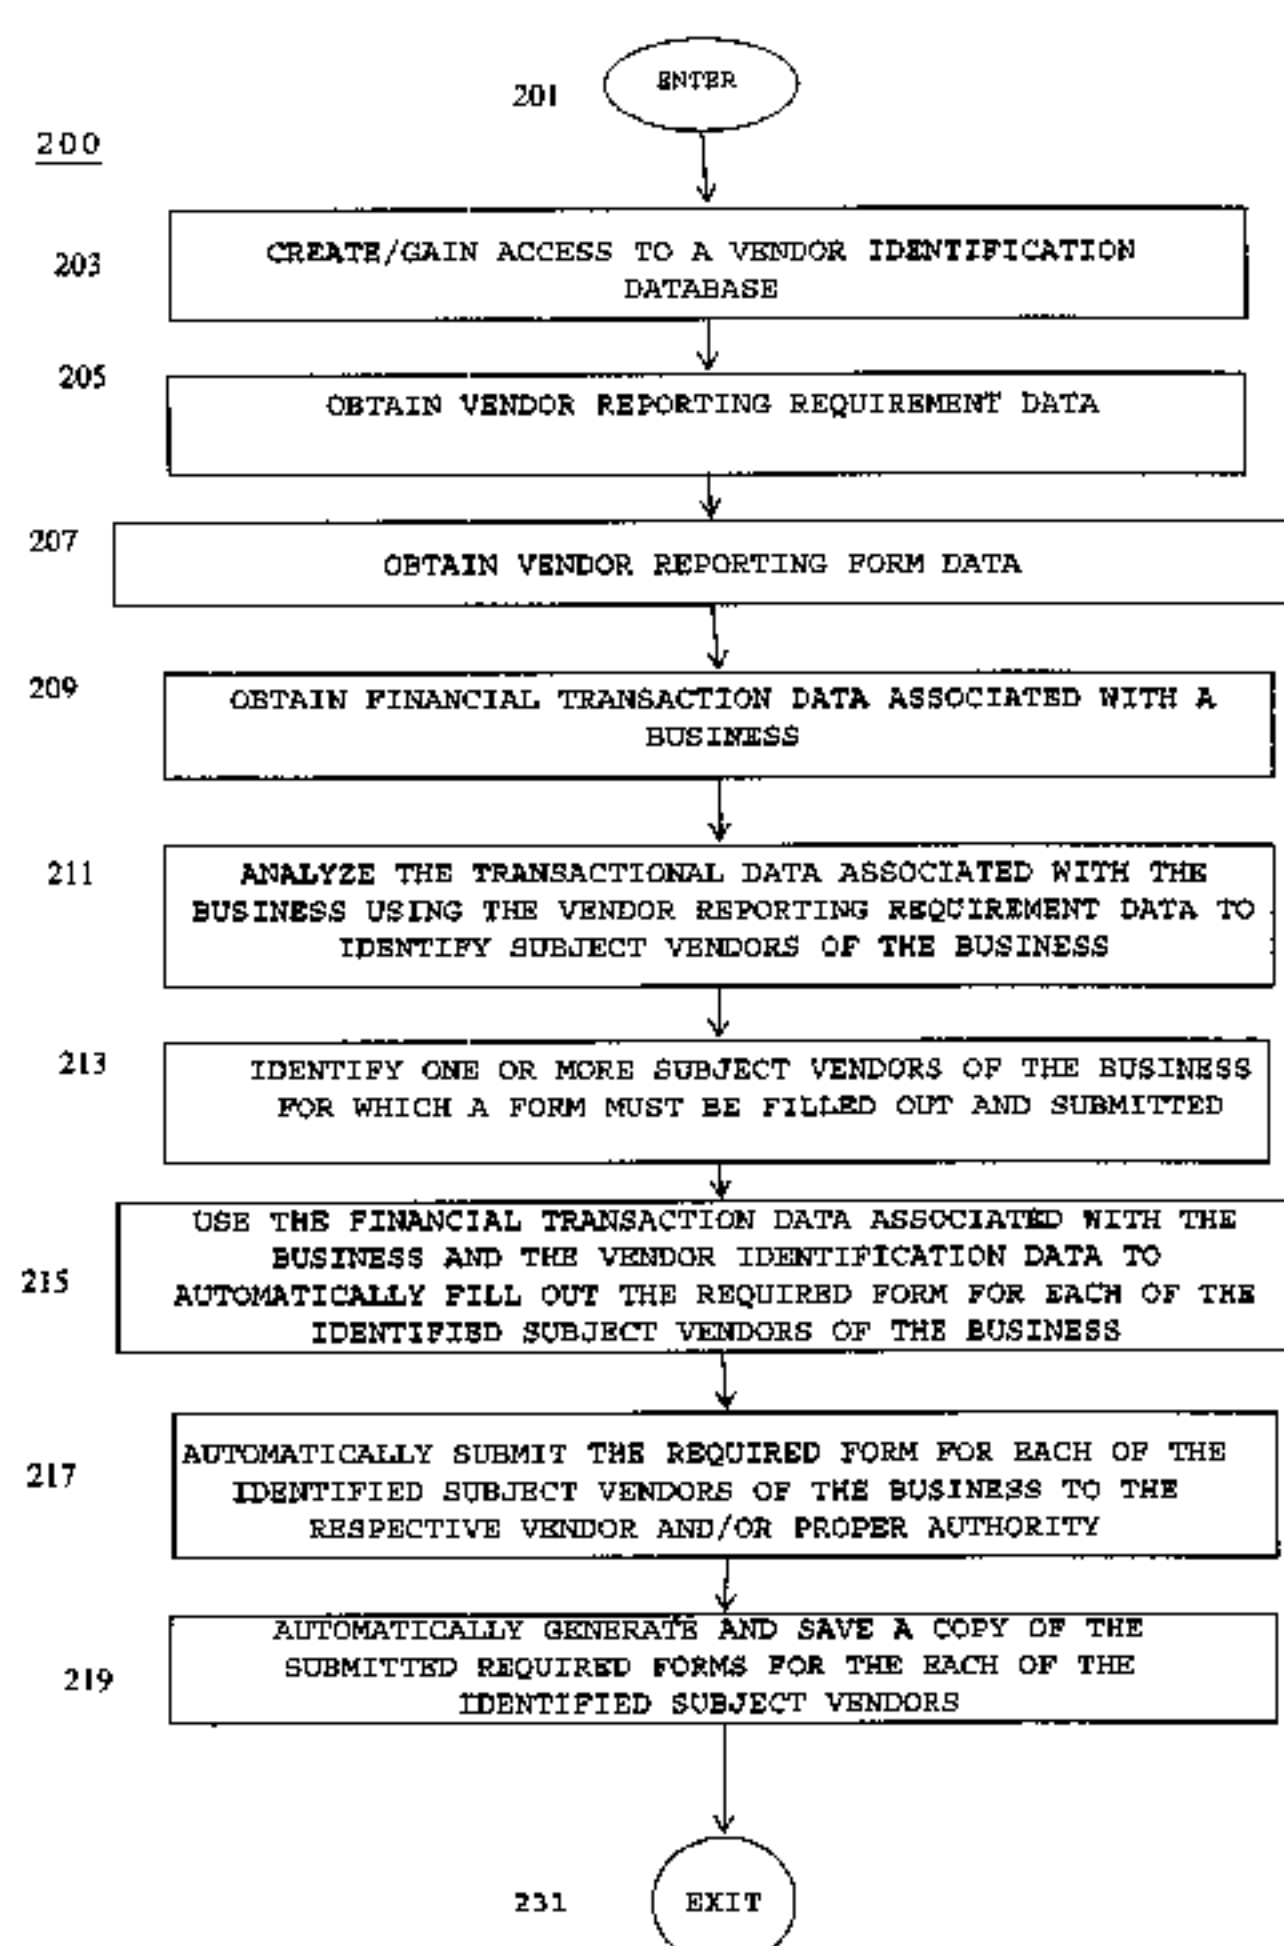 201
ENTER
200
203
CREATE/GAIN ACCESS TO A VENDOR IDENTIFICATION
DATABASE
205
OBTAIN VENDOR REPORTING REQUIREMENT DATA
207
OBTAIN VENDOR REPORTING FORM DATA
209
OBTAIN FINANCIAL TRANSACTION DATA ASSOCIATED WITH A
BUSINESS
211
ANALYZE THE TRANSACTIONAL DATA ASSOCIATED WITH THE
BUSINESS USING THE VENDOR REPORTING REQUIREMENT DATA TO
IDENTIFY SUBJECT VENDORS OF THE BUSINESS
213
IDENTIFY ONE OR MORE SUBJECT VENDORS OF THE BUSINESS
FOR WHICH A FORM MUST BE FILLED OUT AND SUBMITTED
215
USE THE FINANCIAL TRANSACTION DATA ASSOCIATED WITH THE
BUSINESS AND THE VENDOR IDENTIFICATION DATA TO
AUTOMATICALLY FILL OUT THE REQUIRED FORM FOR EACH OF THE
IDENTIFIED SUBJECT VENDORS OF THE BUSINESS
217
AUTOMATICALLY SUBMIT THE REQUIRED FORM FOR EACH OF THE
IDENTIFIED SUBJECT VENDORS OF THE BUSINESS TO THE
RESPECTIVE VENDOR AND/OR PROPER AUTHORITY
219
AUTOMATICALLY GENERATE AND SAVE A COPY OF THE
SUBMITTED REQUIRED FORMS FOR THE EACH OF THE
IDENTIFIED SUBJECT VENDORS
231
EXIT